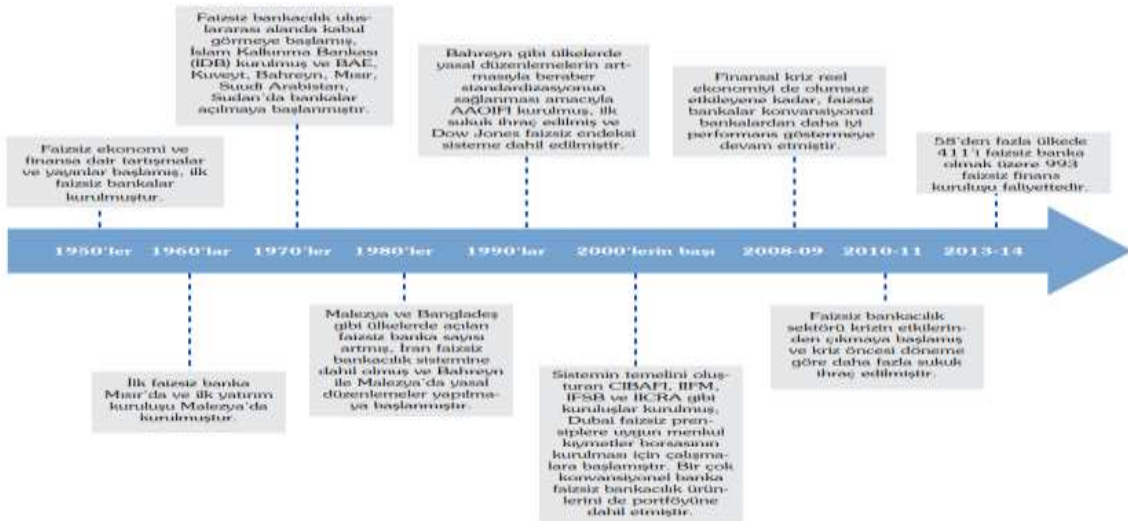 Faizsiz bankacılık ulus-
lararası alanda kabul
görmeye başlamış,
İslam Kalkınma Bankası
(İDB) kurulmuş ve BAE,
Kuveyt, Bahreyn, Mısır,
Suudi Arabistan,
Sudan'da bankalar
açılmaya başlanmıştır.
Bahreyn gibi ülkelerde
yasal düzenlemelerin art-
masıyla beraber
standardizasyonun
sağlanması amacıyla
AAOIFI kurulmuş, ilk
sukuk ihraç edilmiş ve
Dow Jones faizsiz endeksi
sisteme dahil edilmiştir.
Finansal kriz reel
ekonomiyi de olumsuz
etkileyene kadar, faizsiz
bankalar konvansiyonel
bankalardan daha iyi
performans göstermeye
devam etmiştir.
58'den fazla ülkede
411'i faizsiz banka
olmak üzere 993
faizsiz finans
kuruluşu faliyettedir.
Faizsiz ekonomi ve
finansa dair tartışmalar
ve yayınlar başlamış, ilk
faizsiz bankalar
kurulmuştur.
1950'ler 1960'lar 1970'ler 1980'ler 1990'lar 2000'lerin başı 2008-09 2010-11 2013-14
İlk faizsiz banka
Mısır'da ve ilk yatırım
kuruluşu Malezya'da
kurulmuştur.
Malezya ve Bangladeş
gibi ülkelerde açılan
faizsiz banka sayısı
artmış, İran faizsiz
bankacılık sistemine
dahil olmuş ve Bahreyn
ile Malezya'da yasal
düzenlemeler yapılma-
ya başlanmıştır.
Sistemin temelini oluş-
turan CIBAFI, IIFM,
IFSB ve IICRA gibi
kuruluşlar kurulmuş,
Dubai faizsiz pren-
siplere uygun menkul
kıymetler borsasının
kurulması için çalışma-
lara başlamıştır. Bir çok
konvansiyonel banka
faizsiz bankacılık ürün-
lerini de portföyüne
dahil etmiştir.
Faizsiz bankacılık
sektörü krizin etkilerin-
den çıkmaya başlamış
ve kriz öncesi döneme
göre daha fazla sukuk
ihraç edilmiştir.